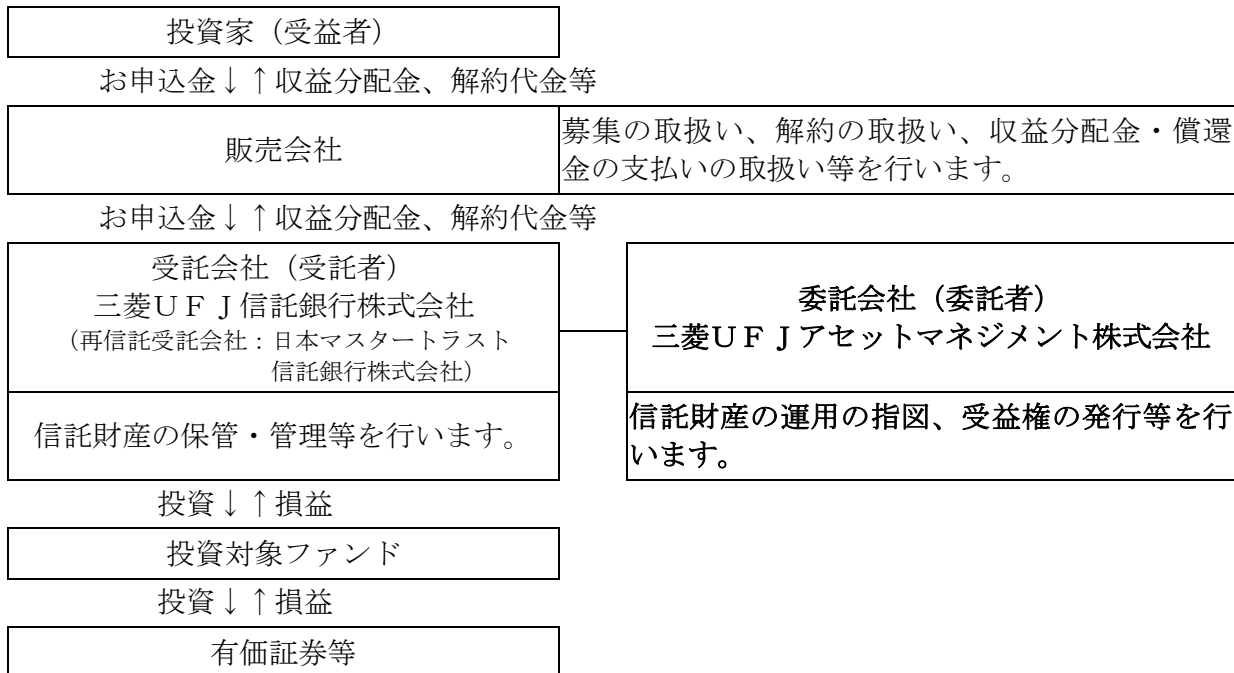 投資家（受益者）
お申込金↓↑収益分配金、解約代金等
販売会社
募集の取扱い、解約の取扱い、収益分配金・償還
金の支払いの取扱い等を行います。
お申込金↓↑収益分配金、解約代金等
受託会社（受託者）
三菱ＵＦＪ信託銀行株式会社
（再信託受託会社：日本マスタートラスト
信託銀行株式会社）
委託会社（委託者）
三菱ＵＦＪアセットマネジメント株式会社
信託財産の保管・管理等を行います。
信託財産の運用の指図、受益権の発行等を行
います。
投資↓↑損益
投資対象ファンド
投資↓↑損益
有価証券等